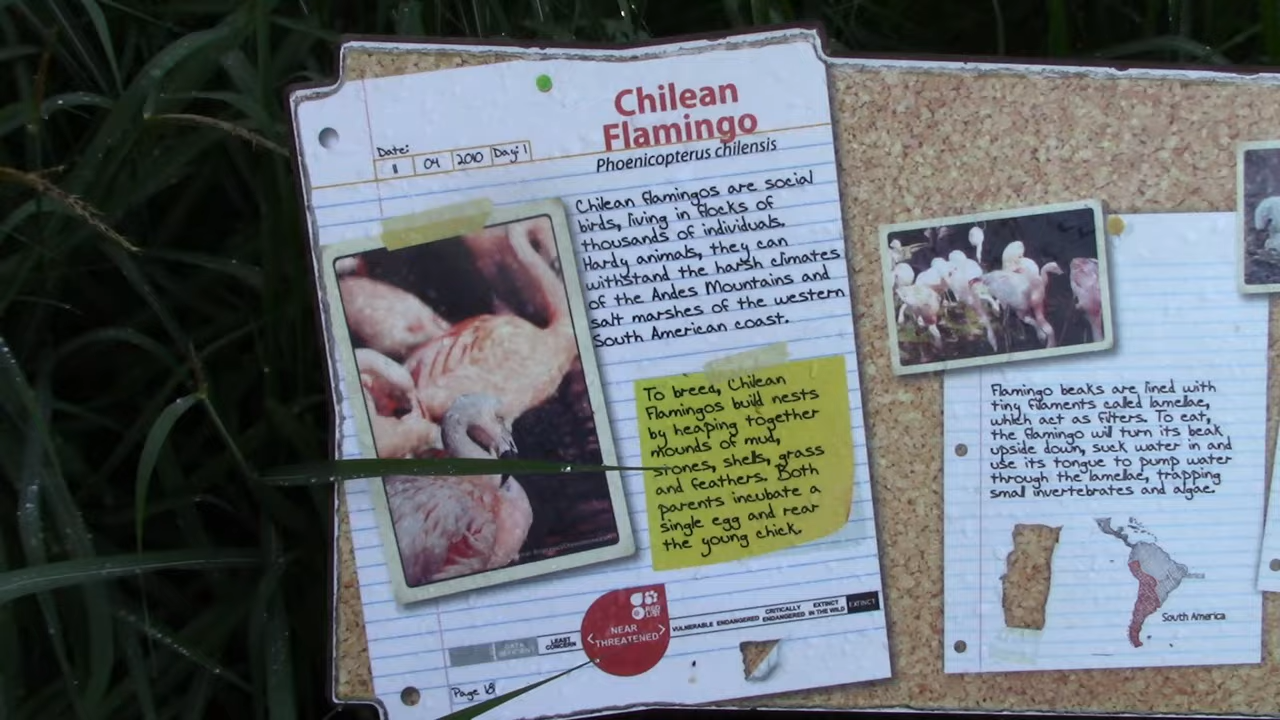 Chilean
Flamingo
Phoenicopterus chilensis
Date:
11 04 2010 Day: 1
Chilean flamingos are social
birds, living in flocks of
thousands of individuals.
Hardy animals, they can
withstand the harsh climates
of the Andes Mountains and
salt marshes of the western
South American coast.
To breed, Chilean
Flamingos build nests
by heaping together
mounds of mud,
stones, shells, grass
and feathers. Both
parents incubate a
single egg and rear
the young chick.
DATA DEFICIENT
LEAST
CONCERN
RED LIST
NEAR
THREATENED
VULNERABLE
ENDANGERED
CRITICALLY
ENDANGERED
EXTINCT
IN THE WILD
EXTINCT
Page 18
Flamingo beaks are lined with
tiny filaments called lamellae,
which act as filters. To eat,
the flamingo will turn its beak
upside down, suck water in and
use its tongue to pump water
through the lamellae, trapping
small invertebrates and algae.
South America